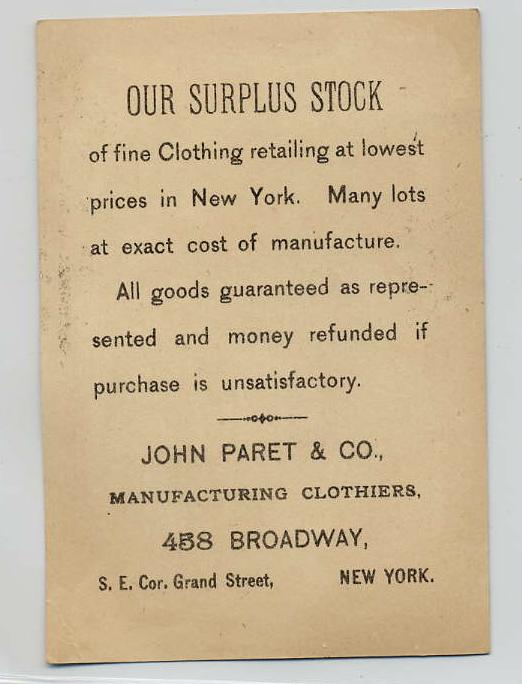 OUR SURPLUS STOCK
of fine Clothing retailing at lowest
prices in New York. Many lots
at exact cost of manufacture.
All goods guaranteed as repre-
sented and money refunded if
purchase is unsatisfactory.
JOHN PARET & CO.,
MANUFACTURING CLOTHIERS,
458 BROADWAY,
S. E. Cor. Grand Street, NEW YORK.